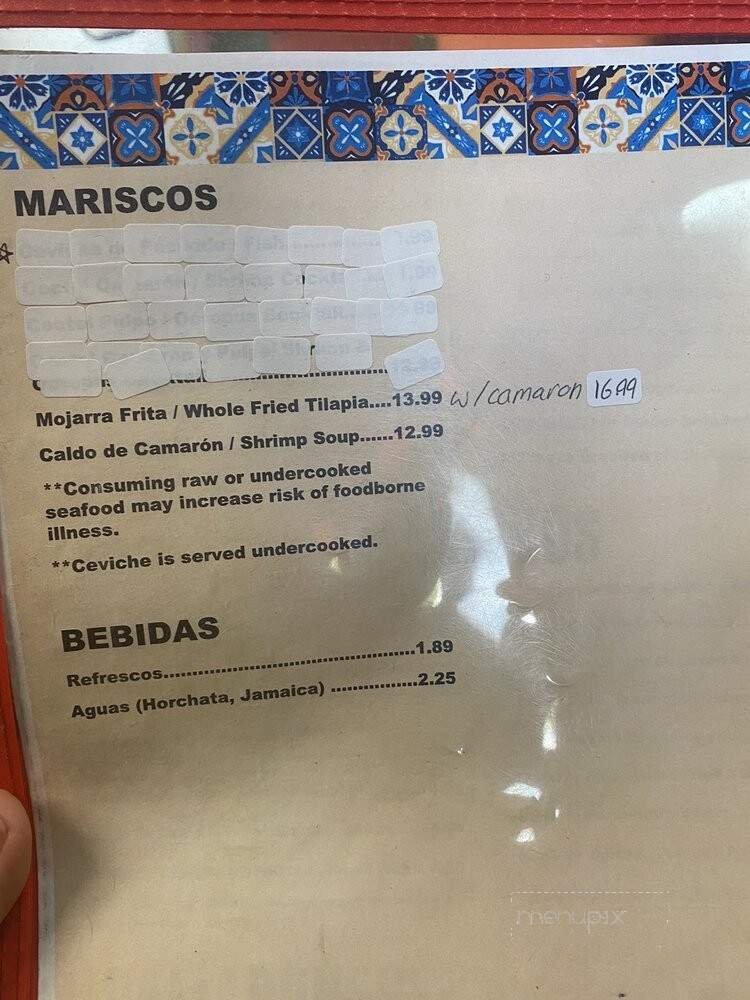 MARISCOS
Mojarra Frita / Whole Fried Tilapia....13.99 w/camaron 16.99
Caldo de Camarón / Shrimp Soup......12.99
**Consuming raw or undercooked
seafood may increase risk of foodborne
illness.
**Ceviche is served undercooked.
BEBIDAS
Refrescos..........................................1.89
Aguas (Horchata, Jamaica) ...............2.25
menupix